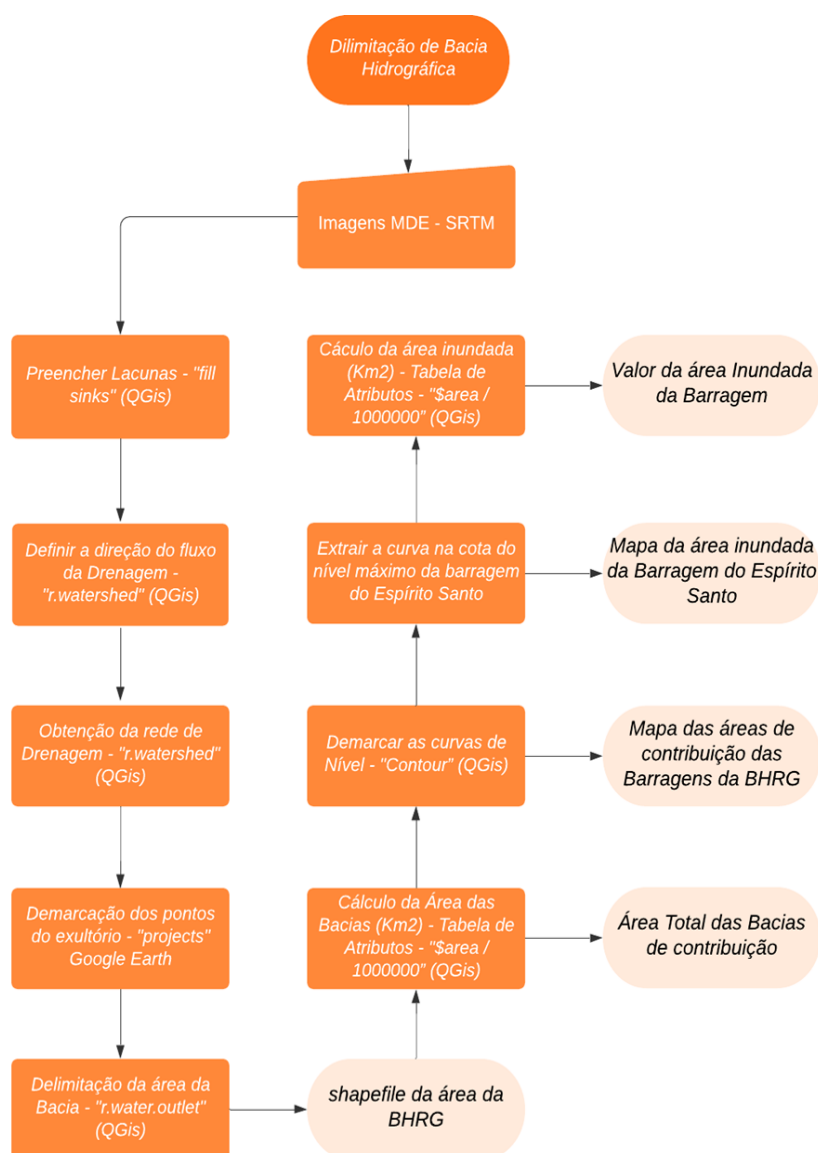 Dilimitação de Bacia
Hidrográfica
Imagens MDE - SRTM
Preencher Lacunas - "fill
sinks" (QGis)
Definir a direção do fluxo
da Drenagem -
"r.watershed" (QGis)
Obtenção da rede de
Drenagem - "r.watershed"
(QGis)
Demarcação dos pontos
do exultório - "projects"
Google Earth
Delimitação da área da
Bacia - "r.water.outlet"
(QGis)
shapefile da área da
BHRG
Cálculo da Área das
Bacias (Km2) - Tabela de
Atributos - "$area /
1000000" (QGis)
Área Total das Bacias
de contribuição
Demarcar as curvas de
Nível - "Contour" (QGis)
Mapa das áreas de
contribuição das
Barragens da BHRG
Extrair a curva na cota do
nível máximo da barragem
do Espírito Santo
Mapa da área inundada
da Barragem do Espírito
Santo
Cáculo da área inundada
(Km2) - Tabela de
Atributos - "$area /
1000000" (QGis)
Valor da área Inundada
da Barragem